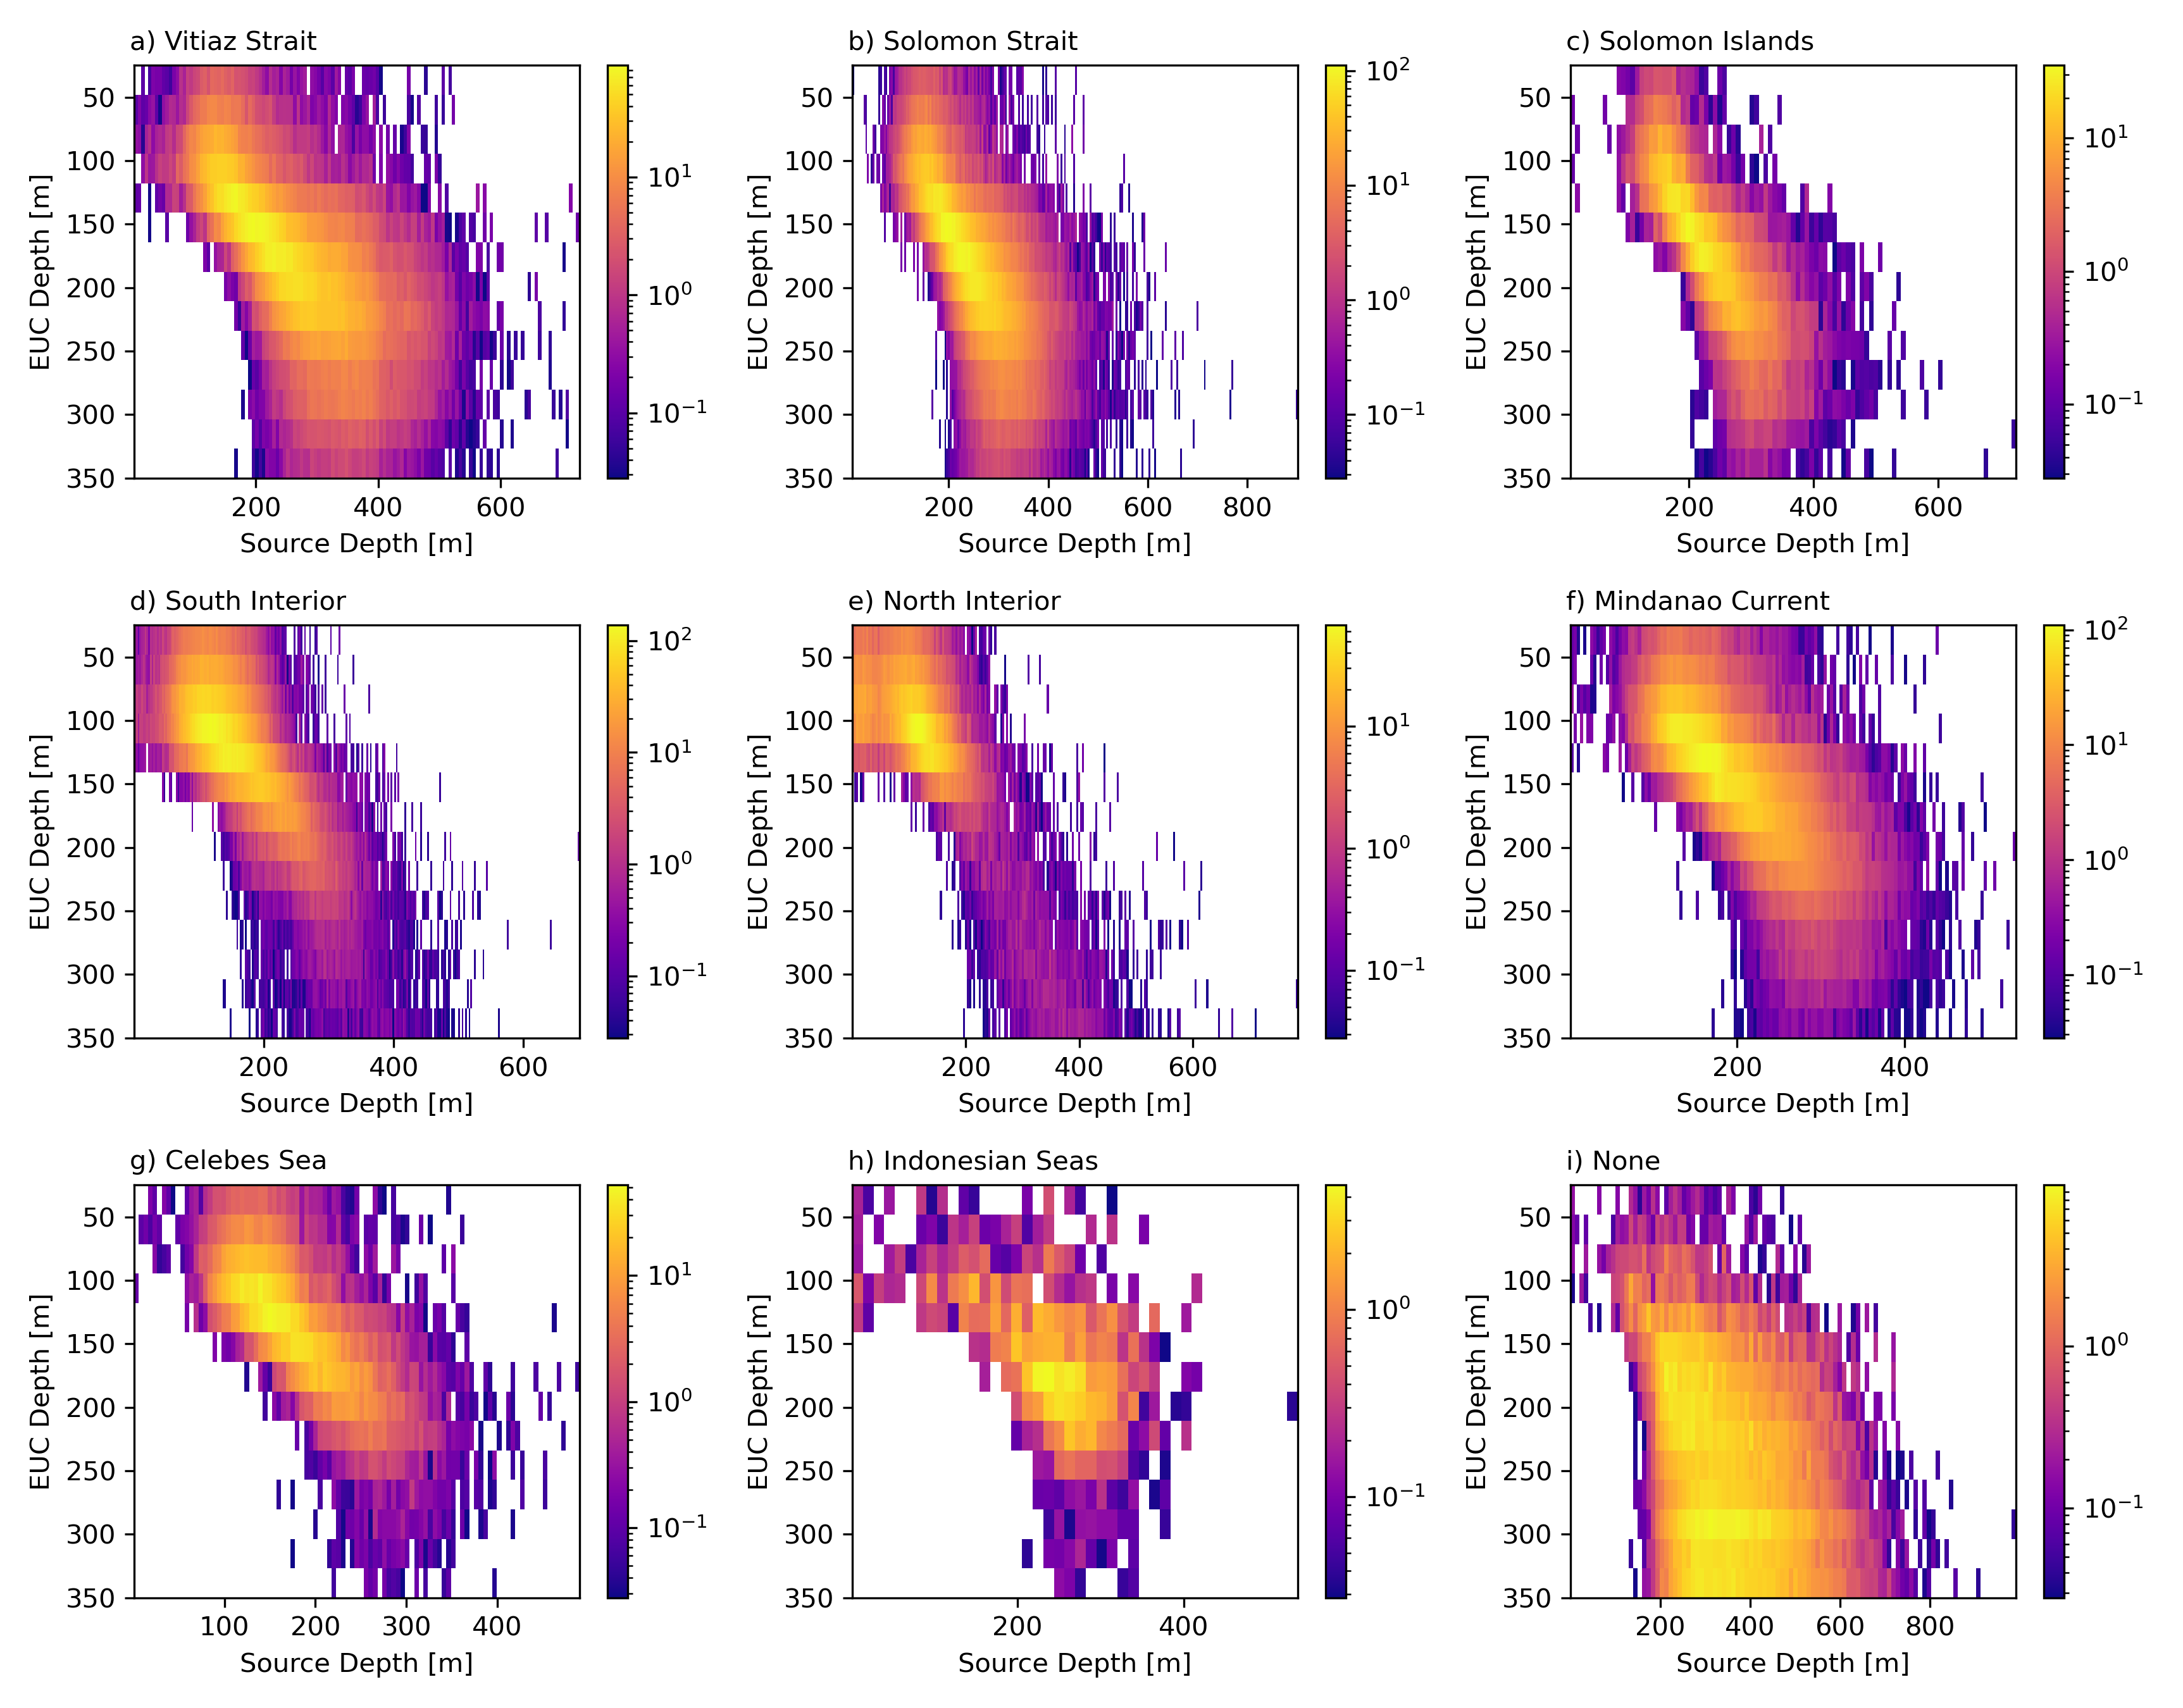 a) Vitiaz Strait
b) Solomon Strait
c) Solomon Islands
EUC Depth [m]
50
100
150
200
250
300
350
200 400 600
Source Depth [m]
10^1
10^0
10^-1
EUC Depth [m]
50
100
150
200
250
300
350
200 400 600 800
Source Depth [m]
10^2
10^1
10^0
10^-1
EUC Depth [m]
50
100
150
200
250
300
350
200 400 600
Source Depth [m]
10^1
10^0
10^-1
d) South Interior
e) North Interior
f) Mindanao Current
EUC Depth [m]
50
100
150
200
250
300
350
200 400 600
Source Depth [m]
10^2
10^1
10^0
10^-1
EUC Depth [m]
50
100
150
200
250
300
350
200 400 600
Source Depth [m]
10^1
10^0
10^-1
EUC Depth [m]
50
100
150
200
250
300
350
200 400
Source Depth [m]
10^2
10^1
10^0
10^-1
g) Celebes Sea
h) Indonesian Seas
i) None
EUC Depth [m]
50
100
150
200
250
300
350
100 200 300 400
Source Depth [m]
10^1
10^0
10^-1
EUC Depth [m]
50
100
150
200
250
300
350
200 400
Source Depth [m]
10^0
10^-1
EUC Depth [m]
50
100
150
200
250
300
350
200 400 600 800
Source Depth [m]
10^0
10^-1